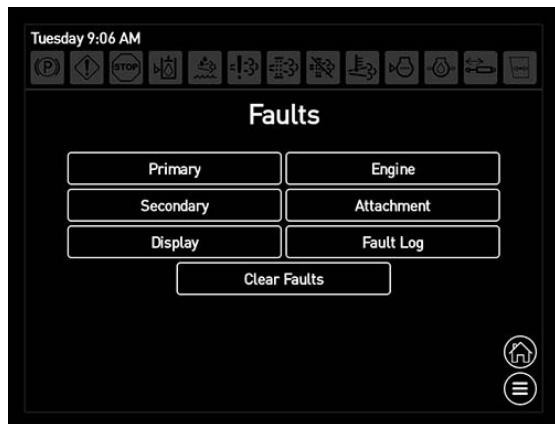 Tuesday 9:06 AM
(P) STOP
Faults
Primary Engine
Secondary Attachment
Display Fault Log
Clear Faults